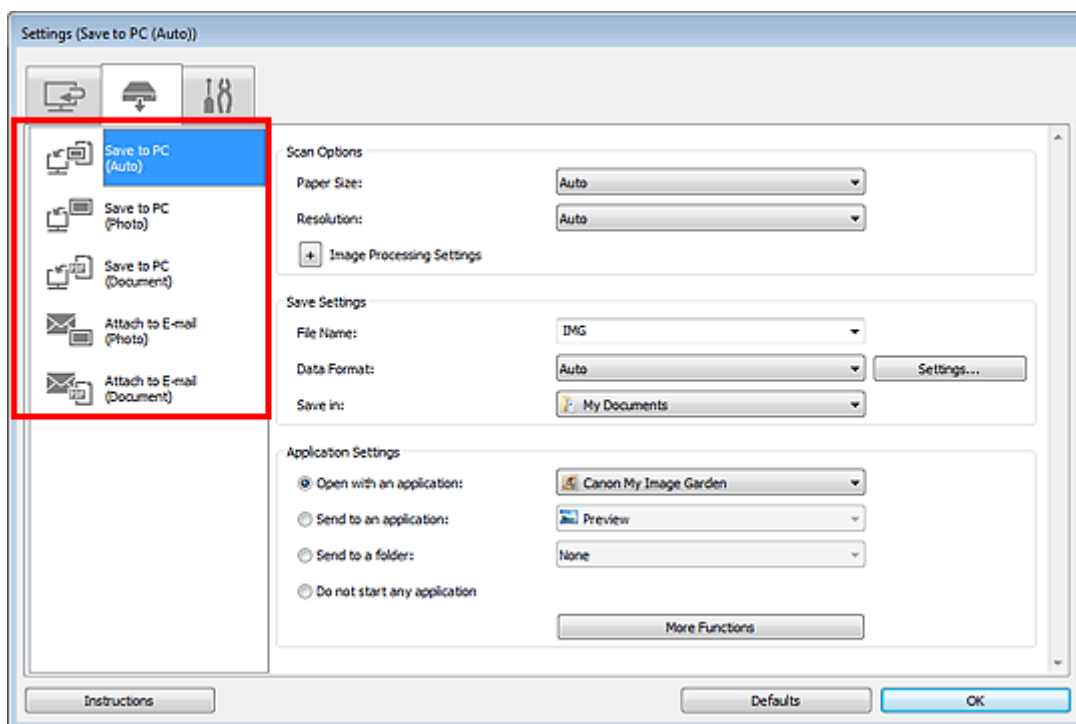 Settings (Save to PC (Auto))
Save to PC
(Auto)
Save to PC
(Photo)
Save to PC
(Document)
Attach to E-mail
(Photo)
Attach to E-mail
(Document)
Scan Options
Paper Size: Auto
Resolution: Auto
+ Image Processing Settings
Save Settings
File Name: IMG
Data Format: Auto Settings...
Save in: My Documents
Application Settings
Open with an application: Canon My Image Garden
Send to an application: Preview
Send to a folder: None
Do not start any application
More Functions
Instructions Defaults OK